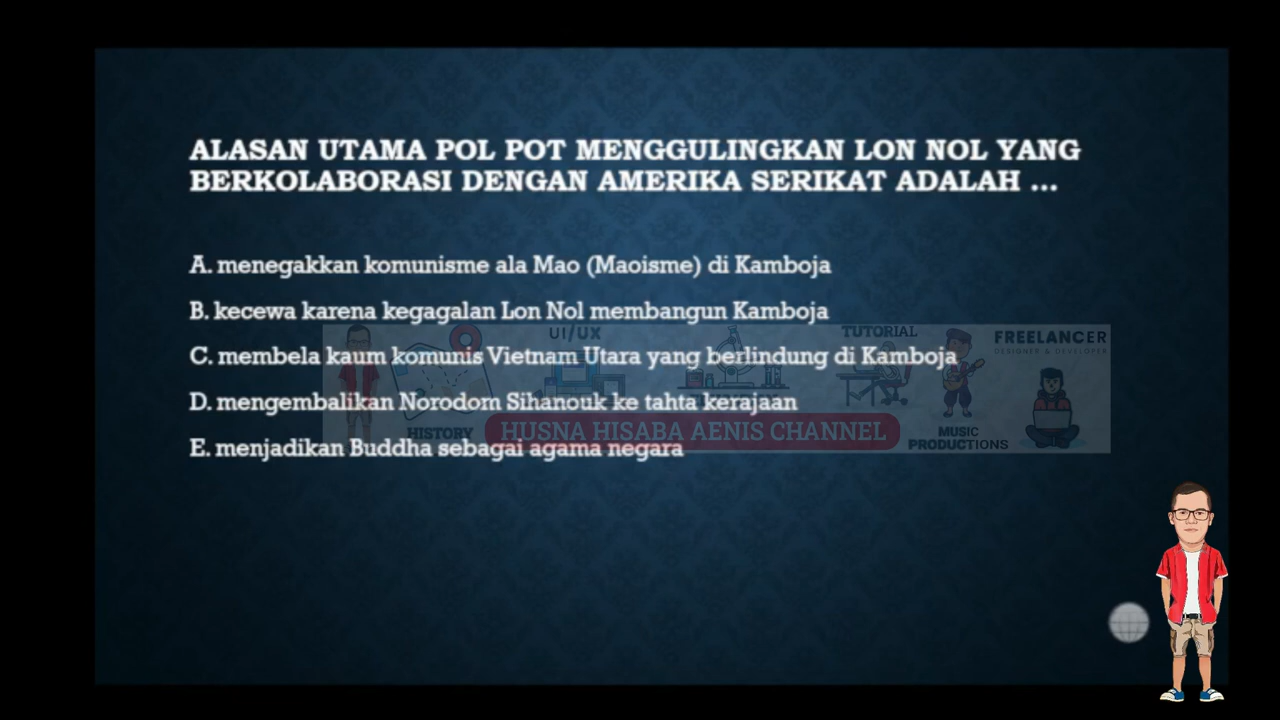 ALASAN UTAMA POL POT MENGGULINGKAN LON NOL YANG
BERKOLABORASI DENGAN AMERIKA SERIKAT ADALAH ...
A. menegakkan komunisme ala Mao (Maoisme) di Kamboja
B. kecewa karena kegagalan Lon Nol membangun Kamboja
C. membela kaum komunis Vietnam Utara yang berlindung di Kamboja
D. mengembalikan Norodom Sihanouk ke tahta kerajaan
E. menjadikan Buddha sebagai agama negara
UI/UX
TUTORIAL
FREELANCER
DESIGNER & DEVELOPER
HISTORY
HUSNA HISABA AENIS CHANNEL
MUSIC
PRODUCTIONS